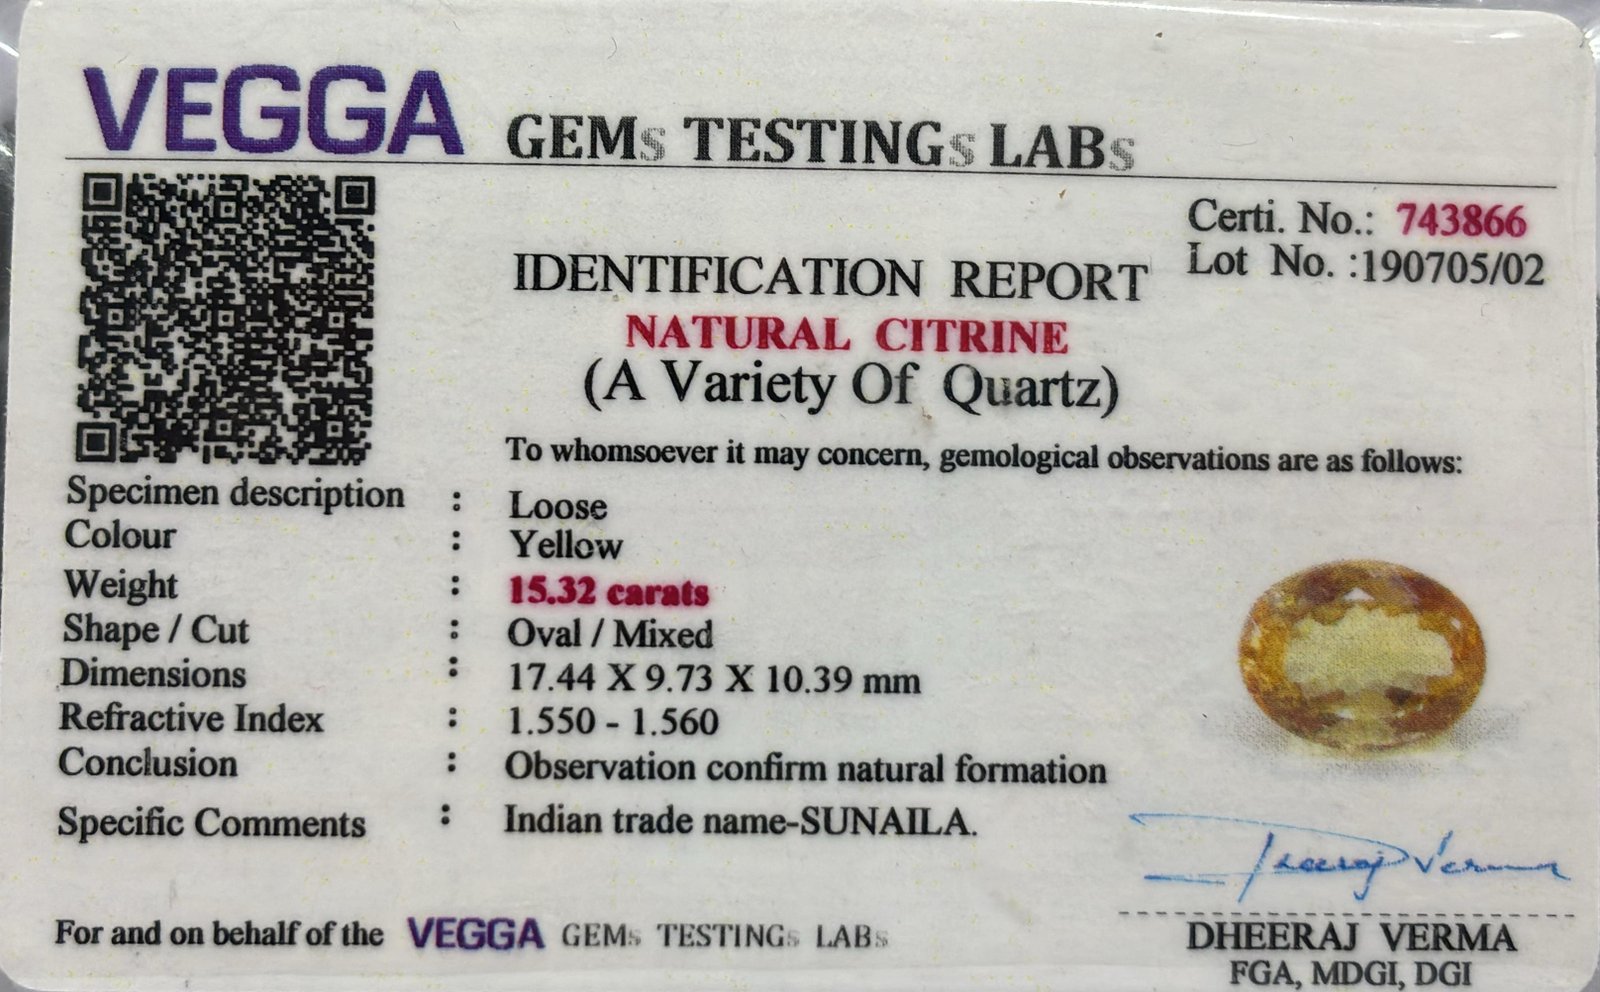 VEGGA GEMs TESTINGs LABs
Certi. No.: 743866
Lot No. :190705/02
IDENTIFICATION REPORT
NATURAL CITRINE
(A Variety Of Quartz)
To whomsoever it may concern, gemological observations are as follows:
Specimen description : Loose
Colour : Yellow
Weight : 15.32 carats
Shape / Cut : Oval / Mixed
Dimensions : 17.44 X 9.73 X 10.39 mm
Refractive Index : 1.550 - 1.560
Conclusion : Observation confirm natural formation
Specific Comments : Indian trade name-SUNAILA.
Dheeraj Verma
For and on behalf of the VEGGA GEMs TESTINGs LABs
DHEERAJ VERMA
FGA, MDGI, DGI